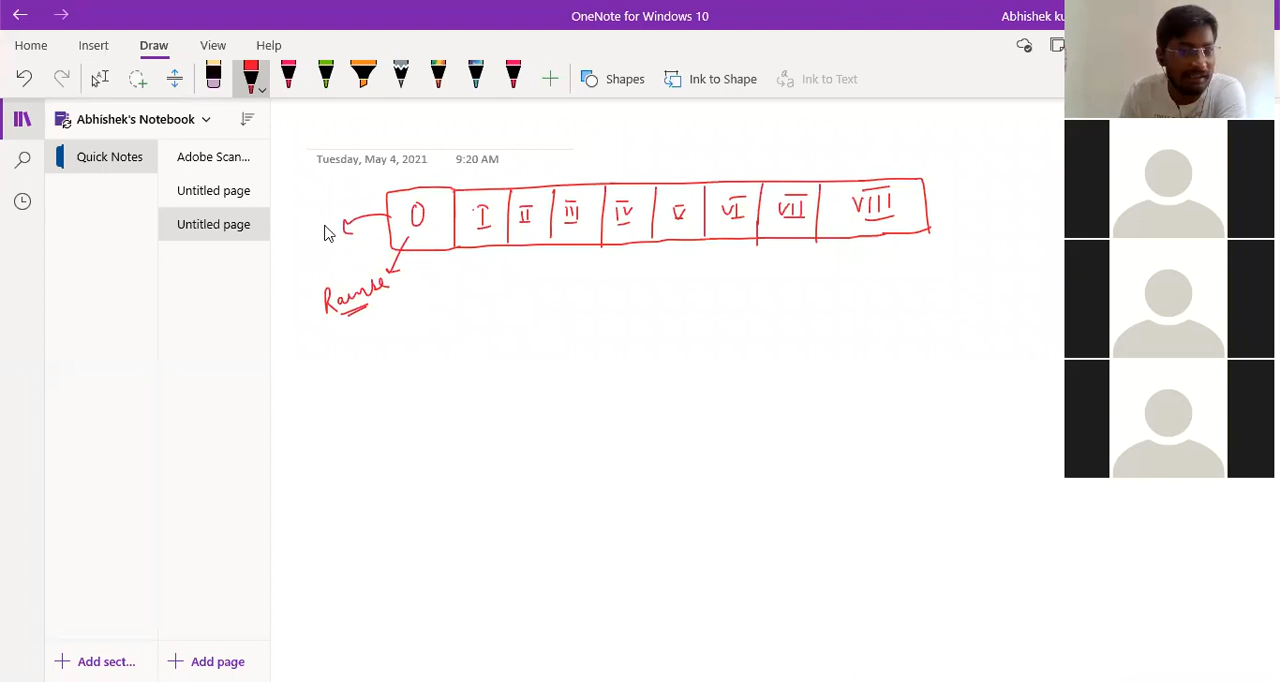 OneNote for Windows 10
Abhishek ku
Home Insert Draw View Help
Shapes Ink to Shape Ink to Text
Abhishek's Notebook
Quick Notes
Adobe Scan...
Untitled page
Untitled page
Tuesday, May 4, 2021 9:20 AM
0 I II III IV V VI VII VIII
Add sect... Add page